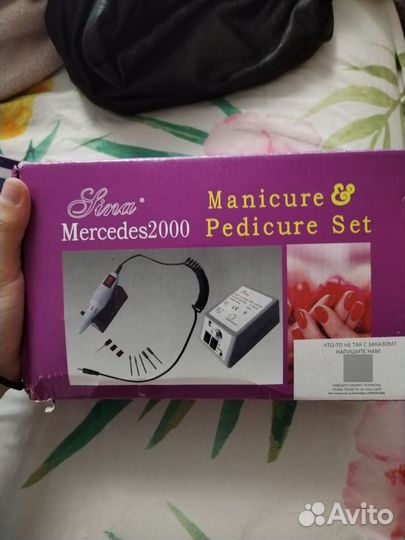 Sina®
Mercedes2000
Manicure &
Pedicure Set
ЧТО-ТО НЕ ТАК С ЗАКАЗОМ?
НАПИШИТЕ НАМ!
Avito